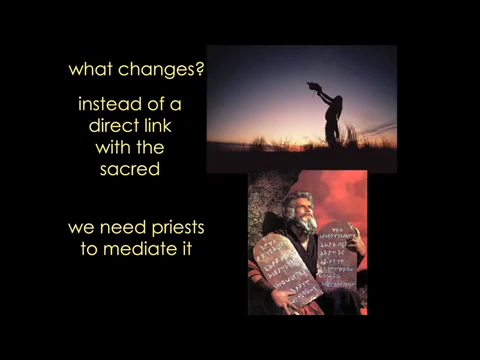 what changes?
instead of a
direct link
with the
sacred
we need priests
to mediate it